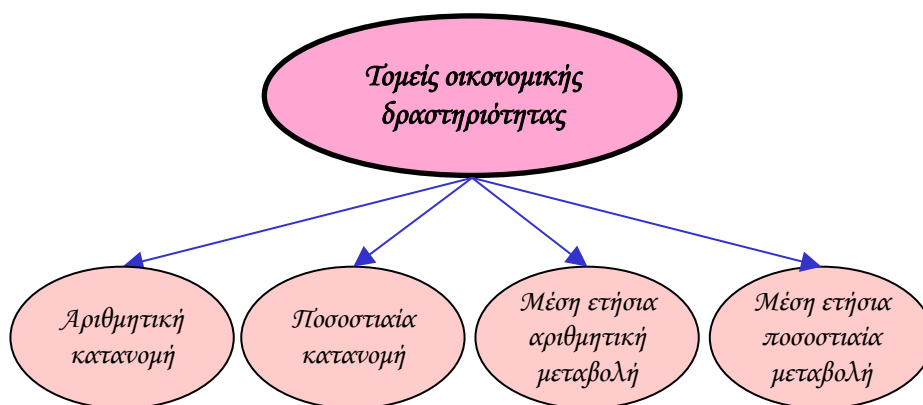 Τομείς οικονομικής
δραστηριότητας
Αριθμητική
κατανομή
Ποσοστιαία
κατανομή
Μέση ετήσια
αριθμητική
μεταβολή
Μέση ετήσια
ποσοστιαία
μεταβολή